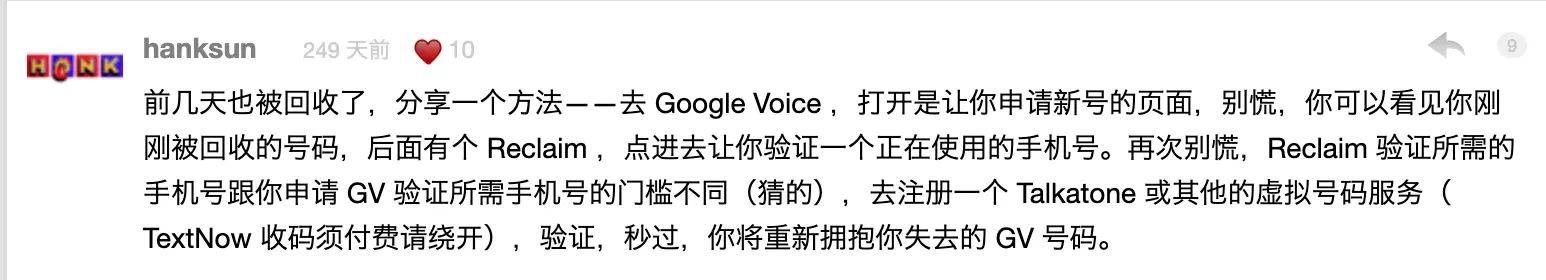 HONK
hanksun 249 天前 10 9
前几天也被回收了，分享一个方法——去 Google Voice ，打开是让你申请新号的页面，别慌，你可以看见你刚
刚被回收的号码，后面有个 Reclaim ，点进去让你验证一个正在使用的手机号。再次别慌，Reclaim 验证所需的
手机号跟你申请 GV 验证所需手机号的门槛不同（猜的），去注册一个 Talkatone 或其他的虚拟号码服务（
TextNow 收码须付费请绕开），验证，秒过，你将重新拥抱你失去的 GV 号码。